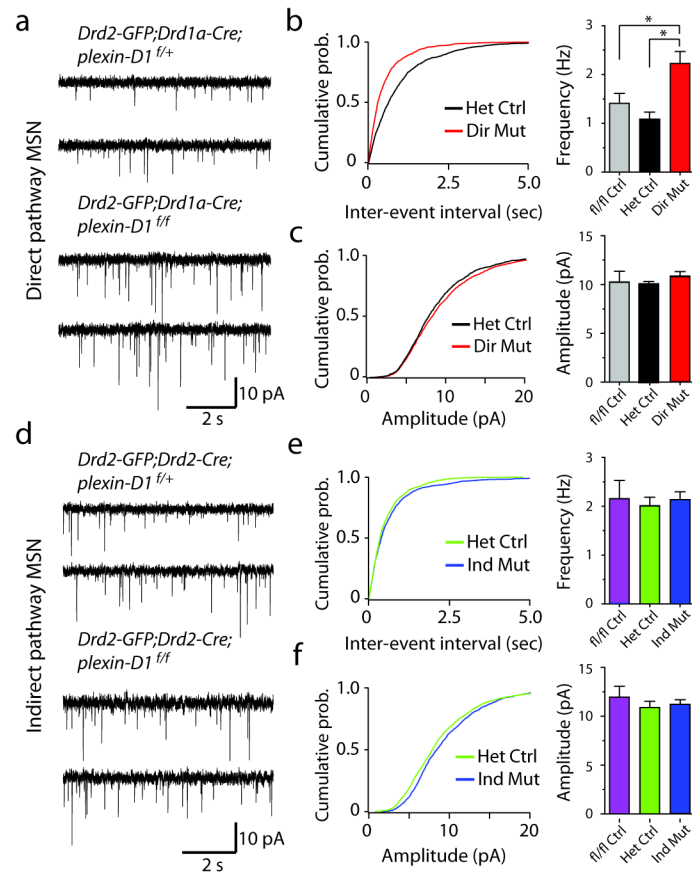 a
Drd2-GFP;Drd1a-Cre;
plexin-D1 f/+
Drd2-GFP;Drd1a-Cre;
plexin-D1 f/f
Direct pathway MSN
10 pA
2 s
b
Cumulative prob.
1.0
0.5
0
Het Ctrl
Dir Mut
0
2.5
5.0
Inter-event interval (sec)
Frequency (Hz)
3
2
1
0
*
*
fl/fl Ctrl
Het Ctrl
Dir Mut
c
Cumulative prob.
1.0
0.5
0
Het Ctrl
Dir Mut
0
10
20
Amplitude (pA)
Amplitude (pA)
15
10
5
0
fl/fl Ctrl
Het Ctrl
Dir Mut
d
Drd2-GFP;Drd2-Cre;
plexin-D1 f/+
Drd2-GFP;Drd2-Cre;
plexin-D1 f/f
Indirect pathway MSN
10 pA
2 s
e
Cumulative prob.
1.0
0.5
0
Het Ctrl
Ind Mut
0
2.5
5.0
Inter-event interval (sec)
Frequency (Hz)
3
2
1
0
fl/fl Ctrl
Het Ctrl
Ind Mut
f
Cumulative prob.
1.0
0.5
0
Het Ctrl
Ind Mut
0
10
20
Amplitude (pA)
Amplitude (pA)
15
10
5
0
fl/fl Ctrl
Het Ctrl
Ind Mut